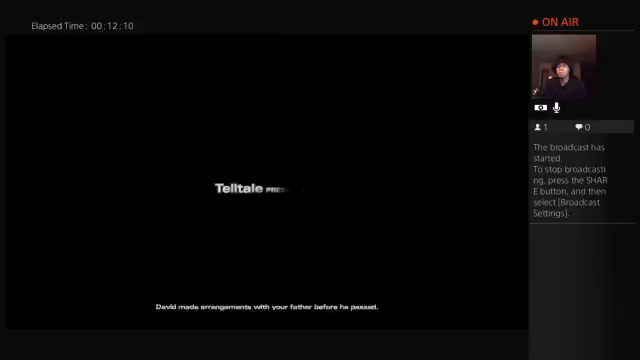 Elapsed Time : 00:12:10
ON AIR
1
0
The broadcast has
started.
To stop broadcasti
ng, press the SHAR
E button, and then
select [Broadcast
Settings].
Telltale PRES
David made arrangements with your father before he passed.